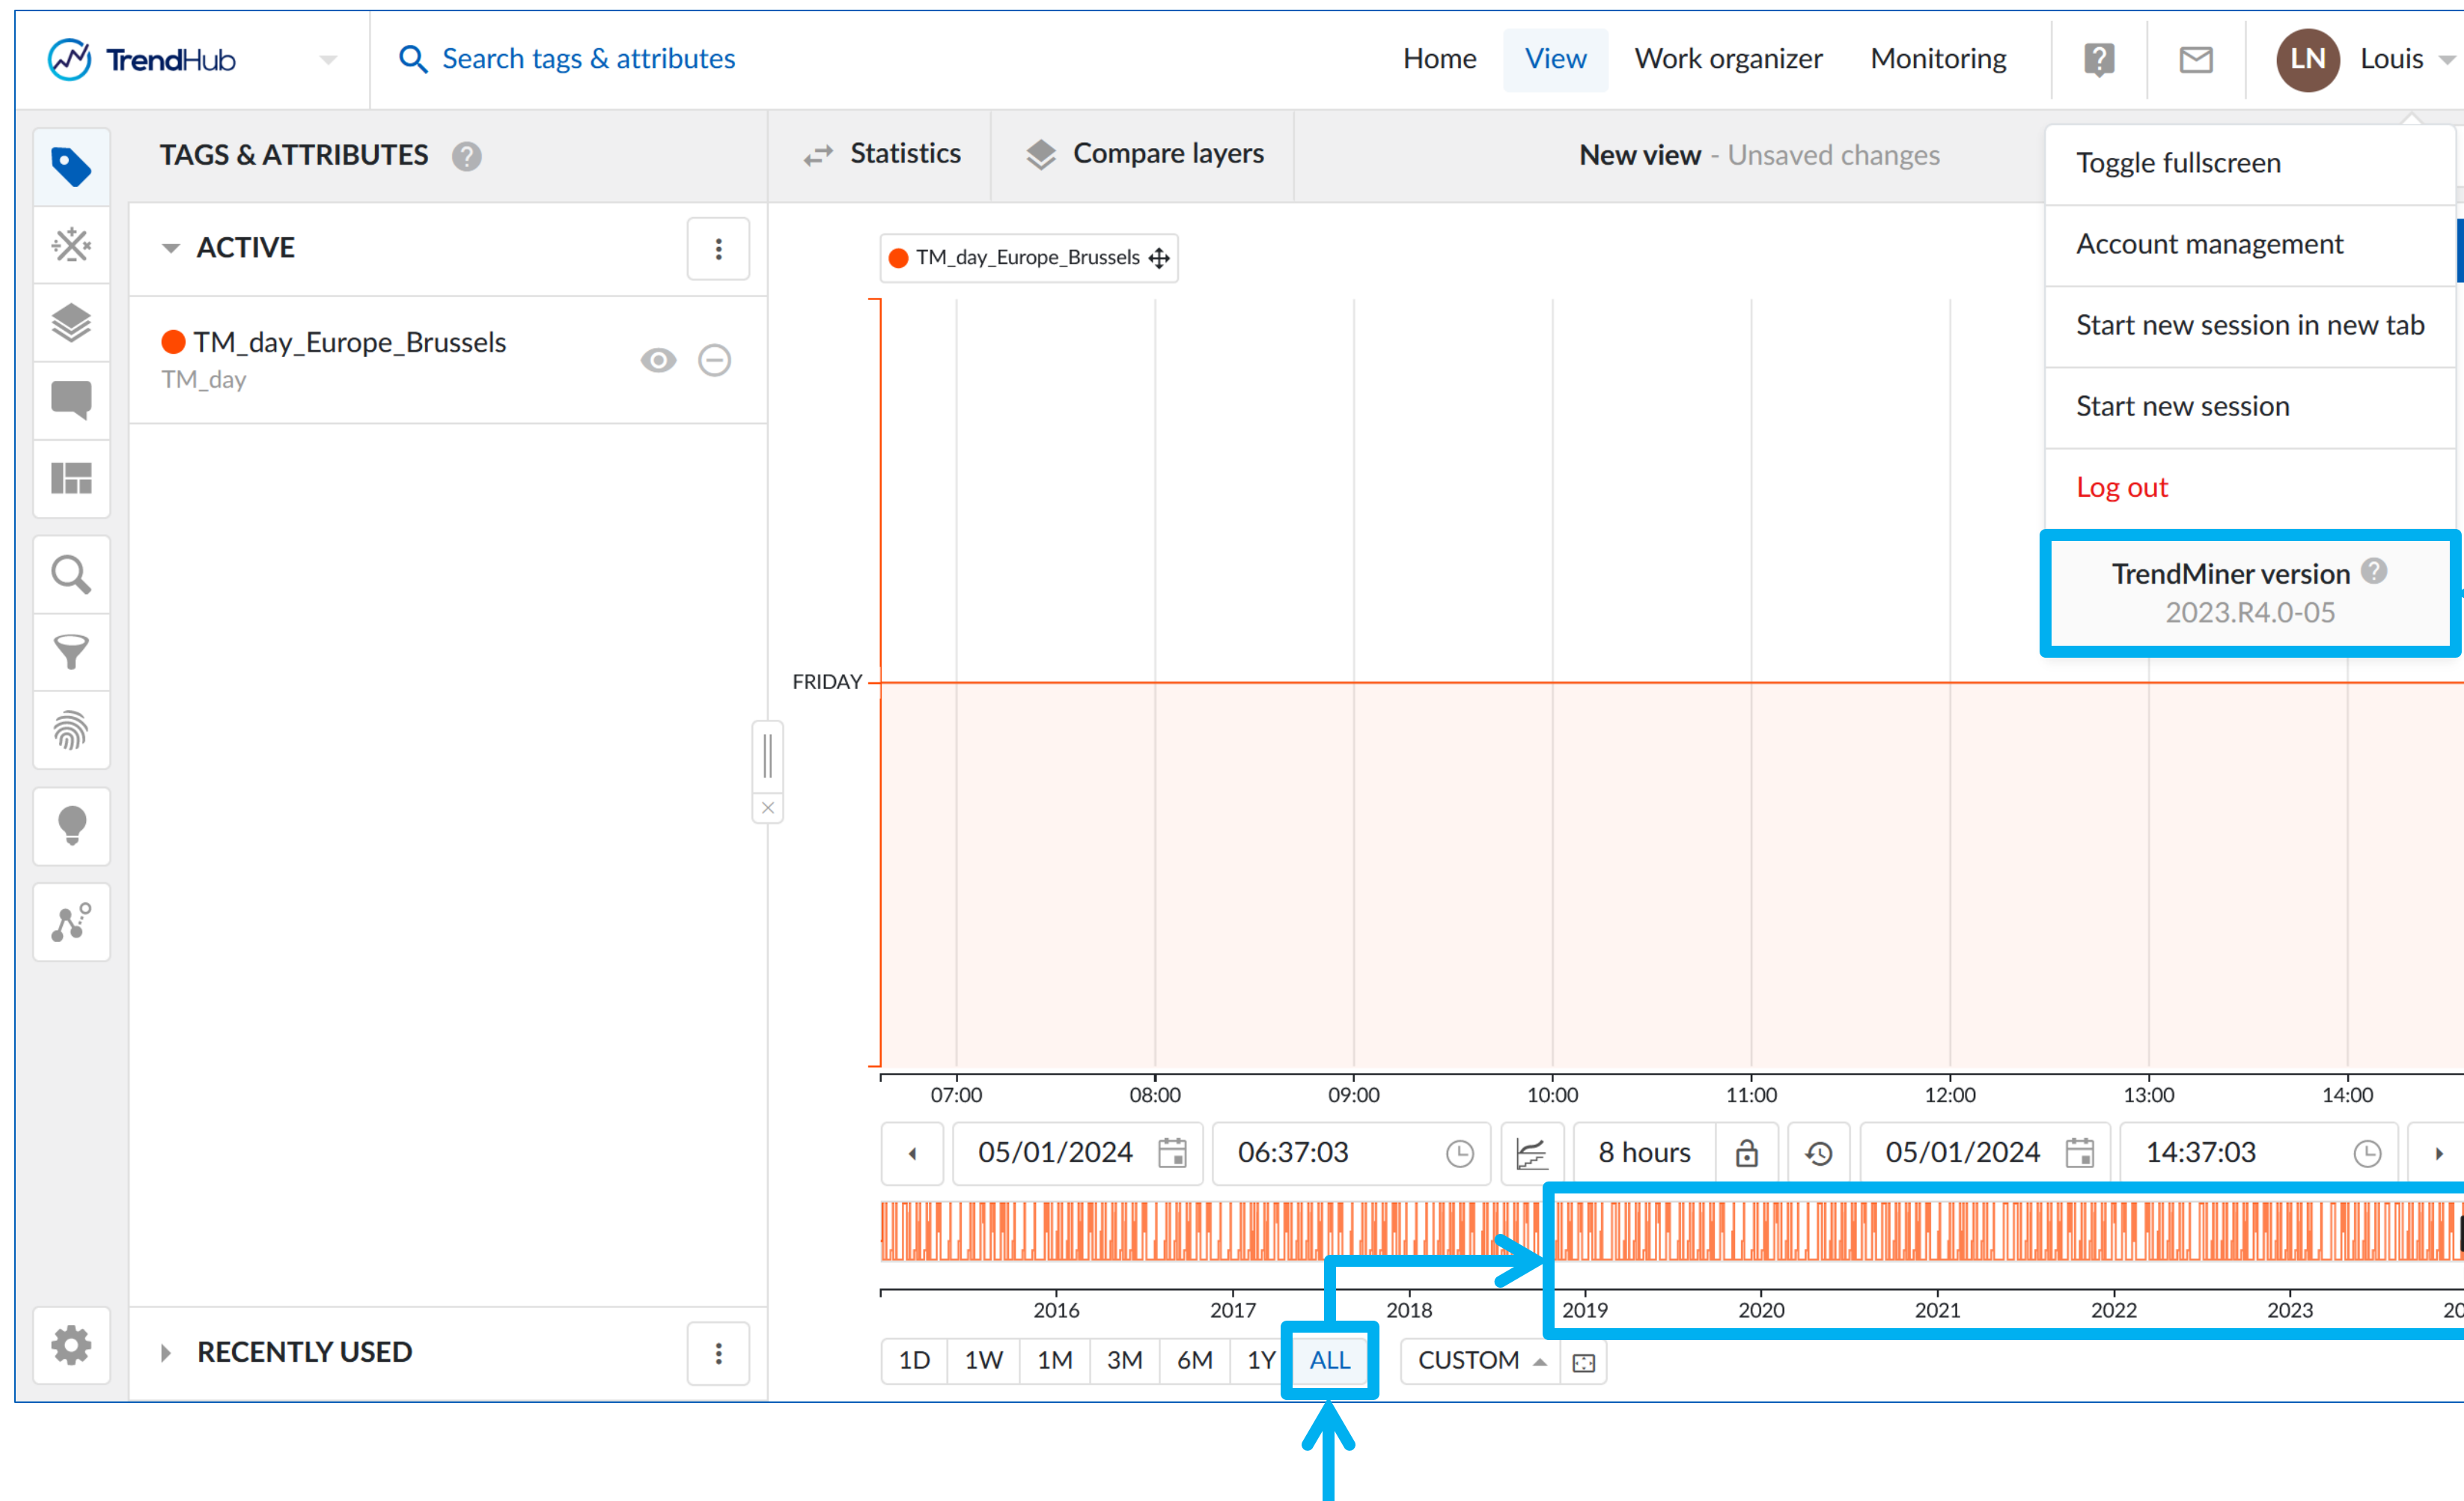 TrendHub
Search tags & attributes
Home View Work organizer Monitoring ? LN Louis
TAGS & ATTRIBUTES ?
Statistics
Compare layers
New view - Unsaved changes
Toggle fullscreen
Account management
Start new session in new tab
Start new session
Log out
TrendMiner version ?
2023.R4.0-05
ACTIVE
TM_day_Europe_Brussels
TM_day
TM_day_Europe_Brussels
FRIDAY
07:00 08:00 09:00 10:00 11:00 12:00 13:00 14:00
05/01/2024 06:37:03 8 hours 05/01/2024 14:37:03
2016 2017 2018 2019 2020 2021 2022 2023
1D 1W 1M 3M 6M 1Y ALL CUSTOM
RECENTLY USED